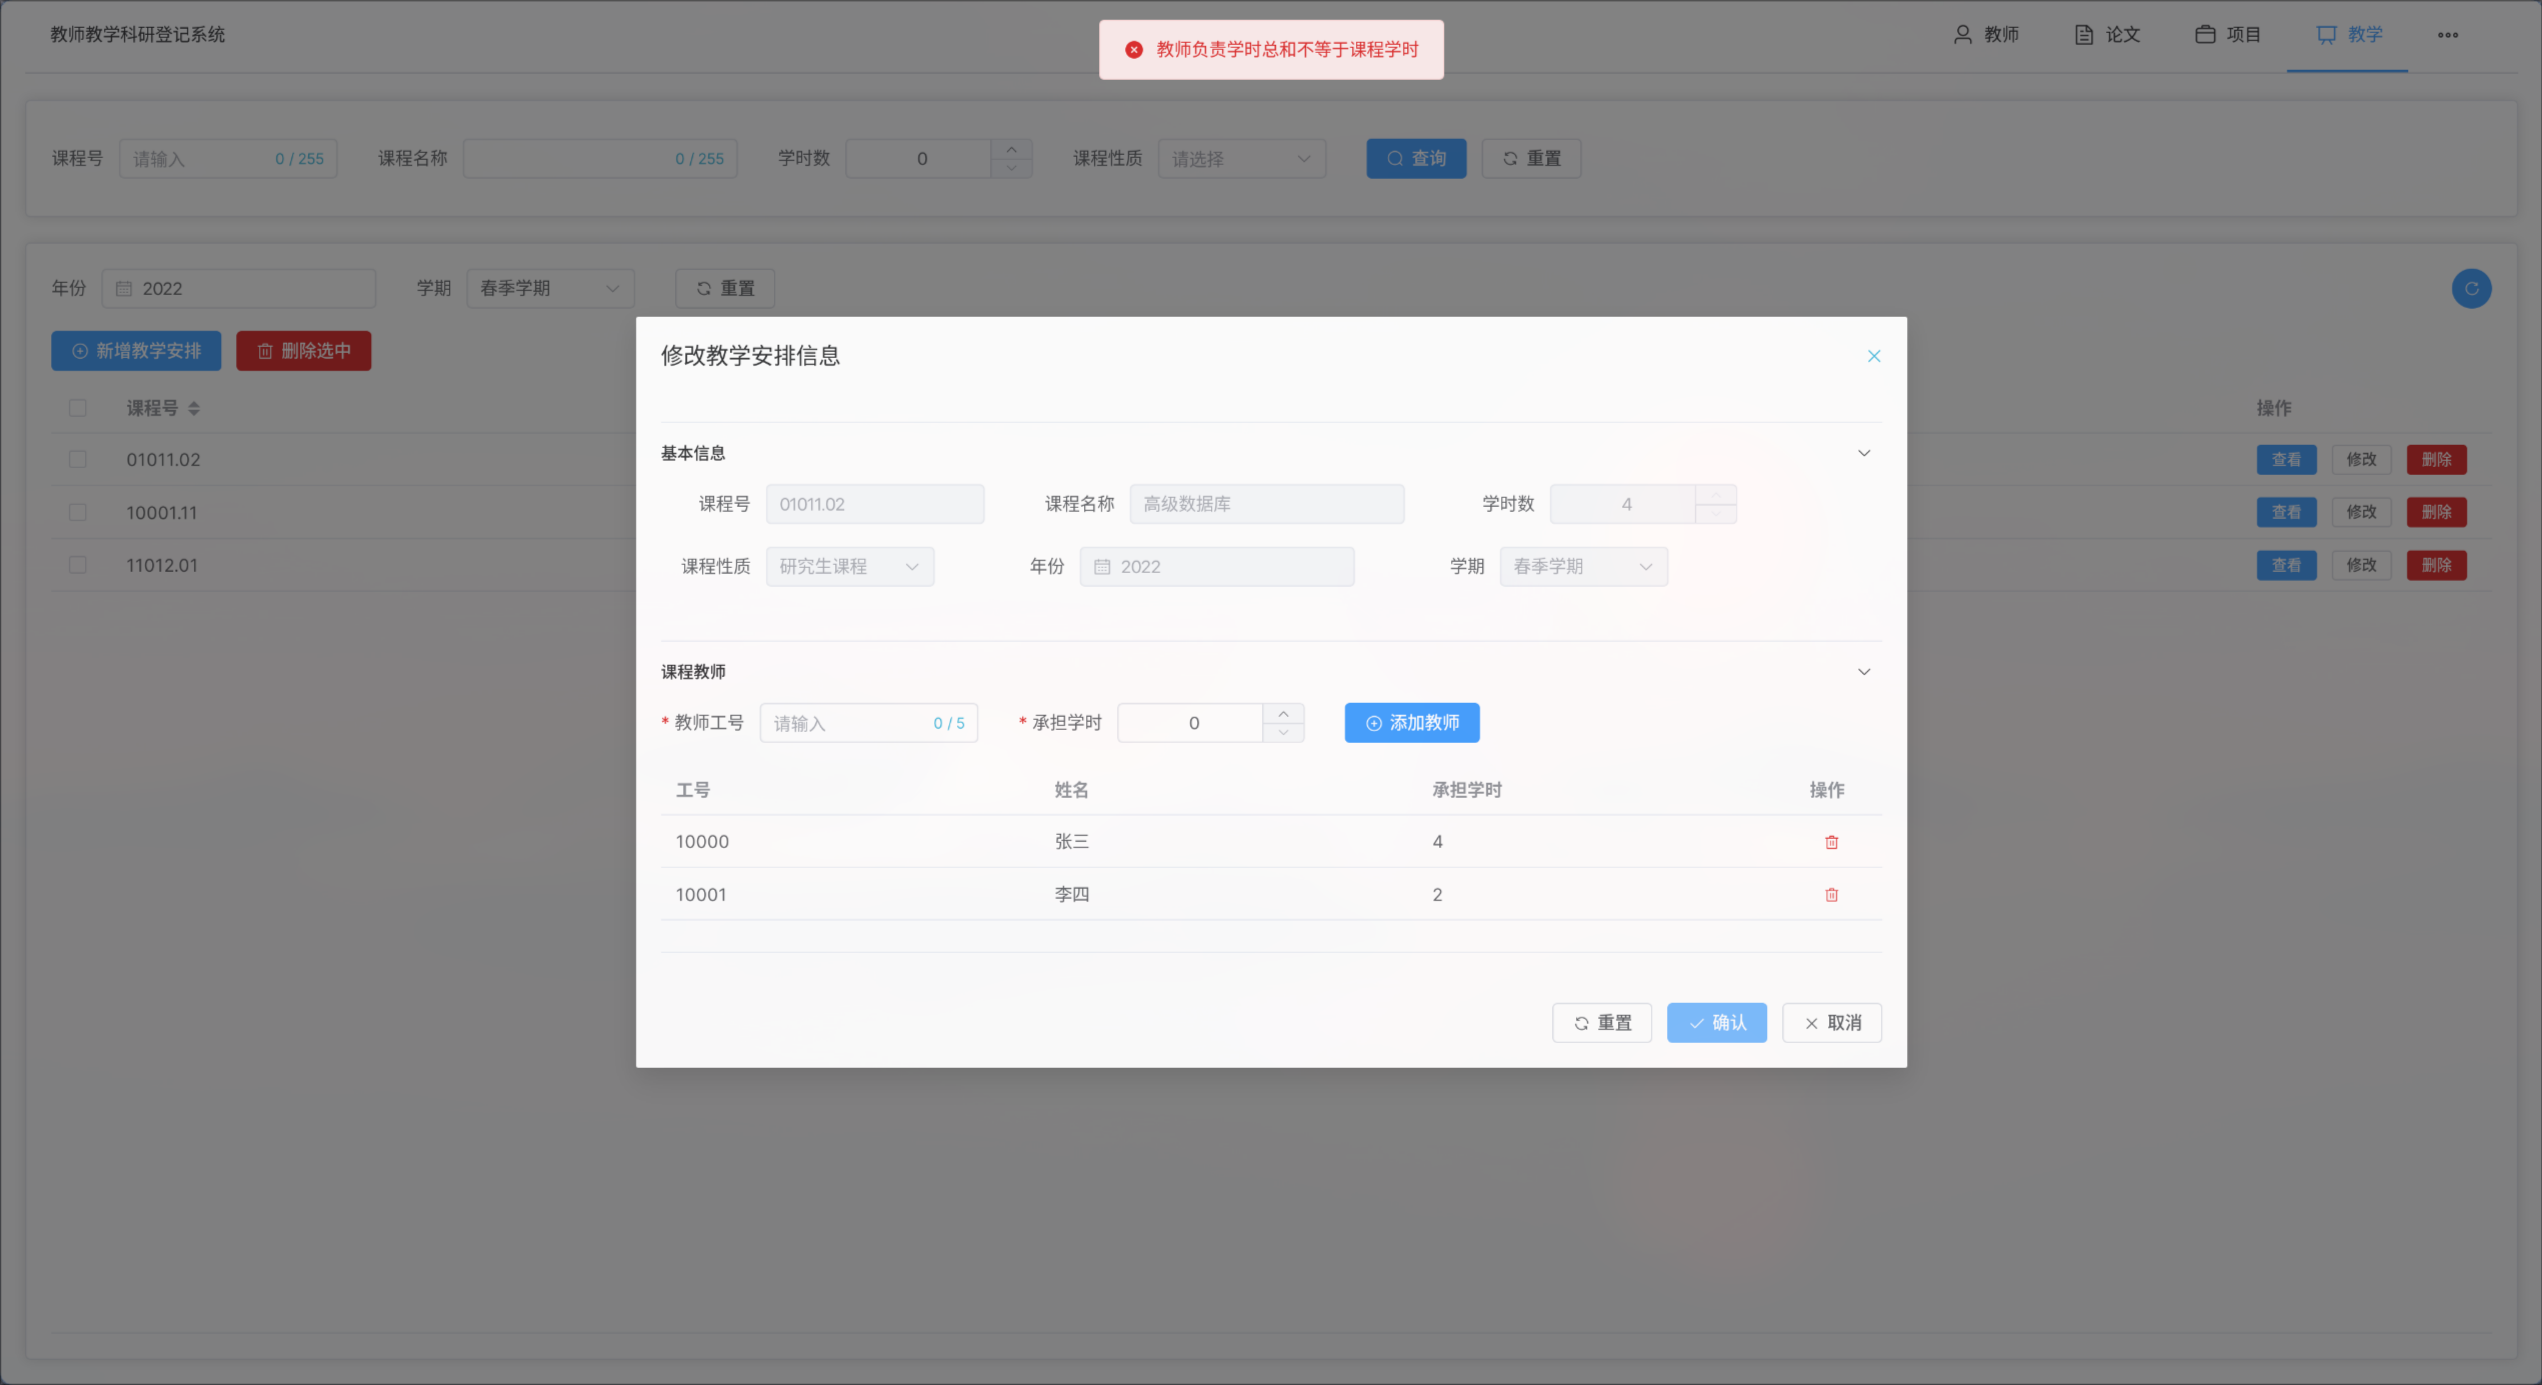 教师教学科研登记系统
教师负责学时总和不等于课程学时
教师 论文 项目 教学
课程号 请输入 0 / 255 课程名称 0 / 255 学时数 0 课程性质 请选择 查询 重置
年份 2022 学期 春季学期 重置
新增教学安排 删除选中
课程号 操作
01011.02 查看 修改 删除
10001.11 查看 修改 删除
11012.01 查看 修改 删除
修改教学安排信息
基本信息
课程号 01011.02 课程名称 高级数据库 学时数 4
课程性质 研究生课程 年份 2022 学期 春季学期
课程教师
* 教师工号 请输入 0 / 5 * 承担学时 0 添加教师
工号 姓名 承担学时 操作
10000 张三 4
10001 李四 2
重置 确认 取消